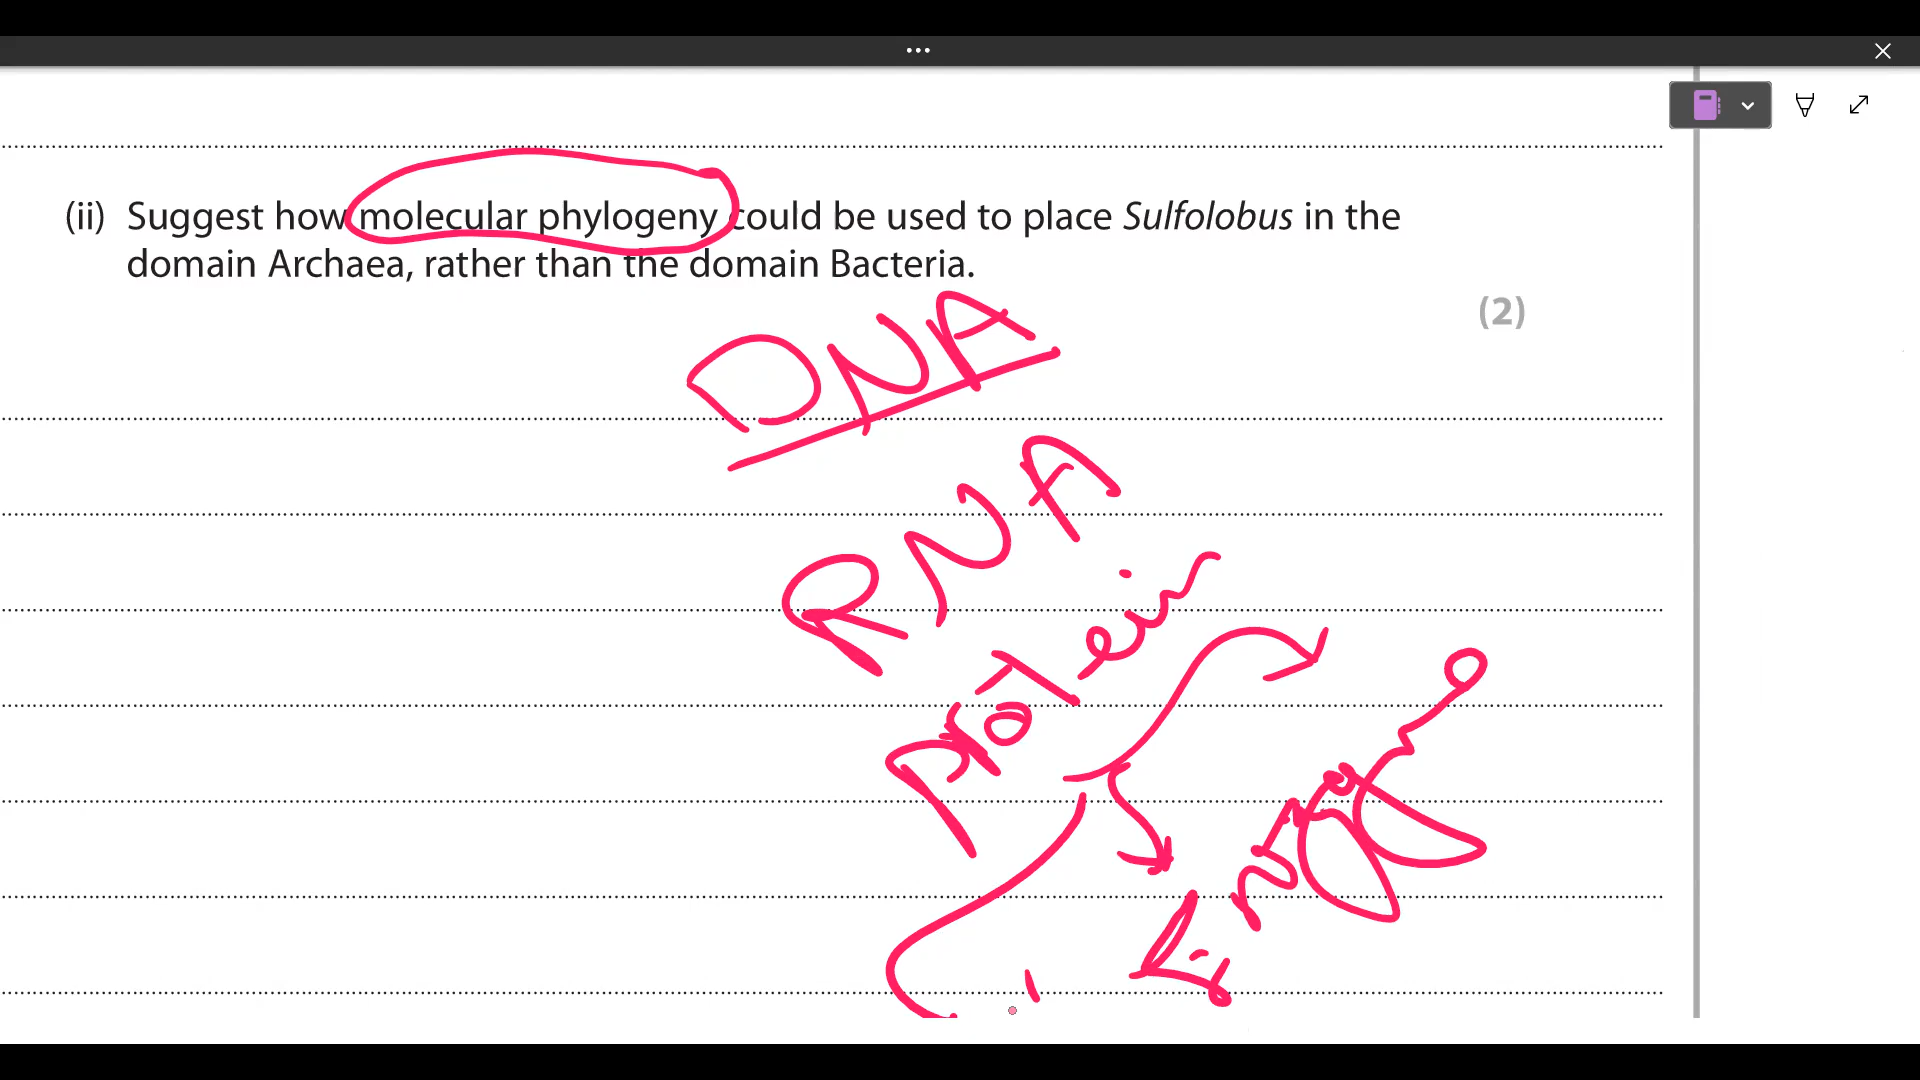 (ii) Suggest how molecular phylogeny could be used to place Sulfolobus in the
domain Archaea, rather than the domain Bacteria.
(2)
DNA
RNA
protein